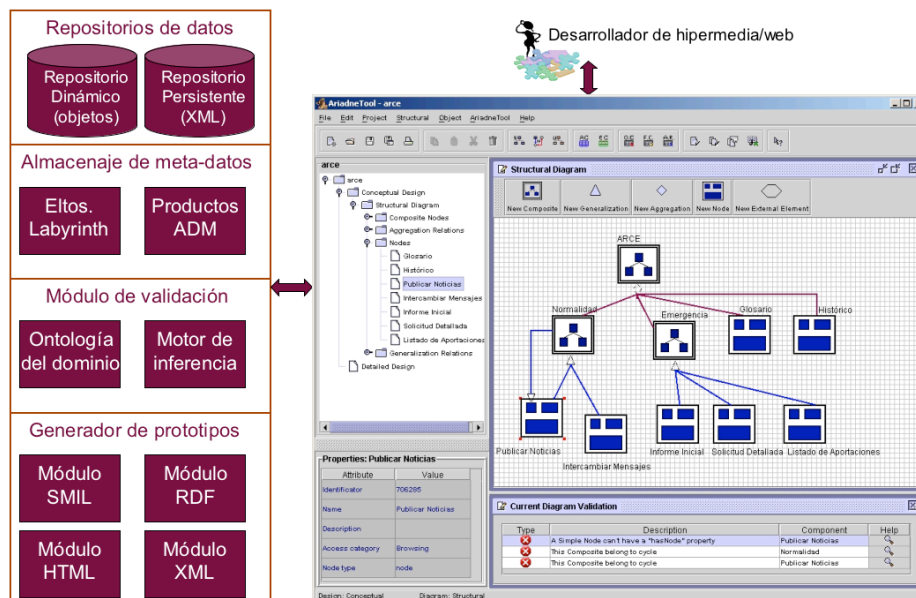 Repositorios de datos
Repositorio
Dinámico
(objetos)
Repositorio
Persistente
(XML)
Almacenaje de meta-datos
Eltos.
Labyrinth
Productos
ADM
Módulo de validación
Ontología
del dominio
Motor de
inferencia
Generador de prototipos
Módulo
SMIL
Módulo
RDF
Módulo
HTML
Módulo
XML
Desarrollador de hipermedia/web
AriadneTool - arce
File Edit Project Structural Object AriadneTool Help
arce
arce
Conceptual Design
Structural Diagram
Composite Nodes
Aggregation Relations
Nodes
Glosario
Histórico
Publicar Noticias
Intercambiar Mensajes
Informe Inicial
Solicitud Detallada
Listado de Aportaciones
Generalization Relations
Detailed Design
Properties: Publicar Noticias
Attribute Value
Identificator 706285
Name Publicar Noticias
Description
Access category Browsing
Node type node
Design: Conceptual Diagram: Structural
Structural Diagram
New Composite New Generalization New Aggregation New Node New External Element
ARCE
Normalidad
Emergencia
Glosario
Histórico
Publicar Noticias
Intercambiar Mensajes
Informe Inicial
Solicitud Detallada
Listado de Aportaciones
Current Diagram Validation
Type Description Component Help
A Simple Node can't have a "hasNode" property Publicar Noticias
This Composite belong to cycle Normalidad
This Composite belong to cycle Publicar Noticias